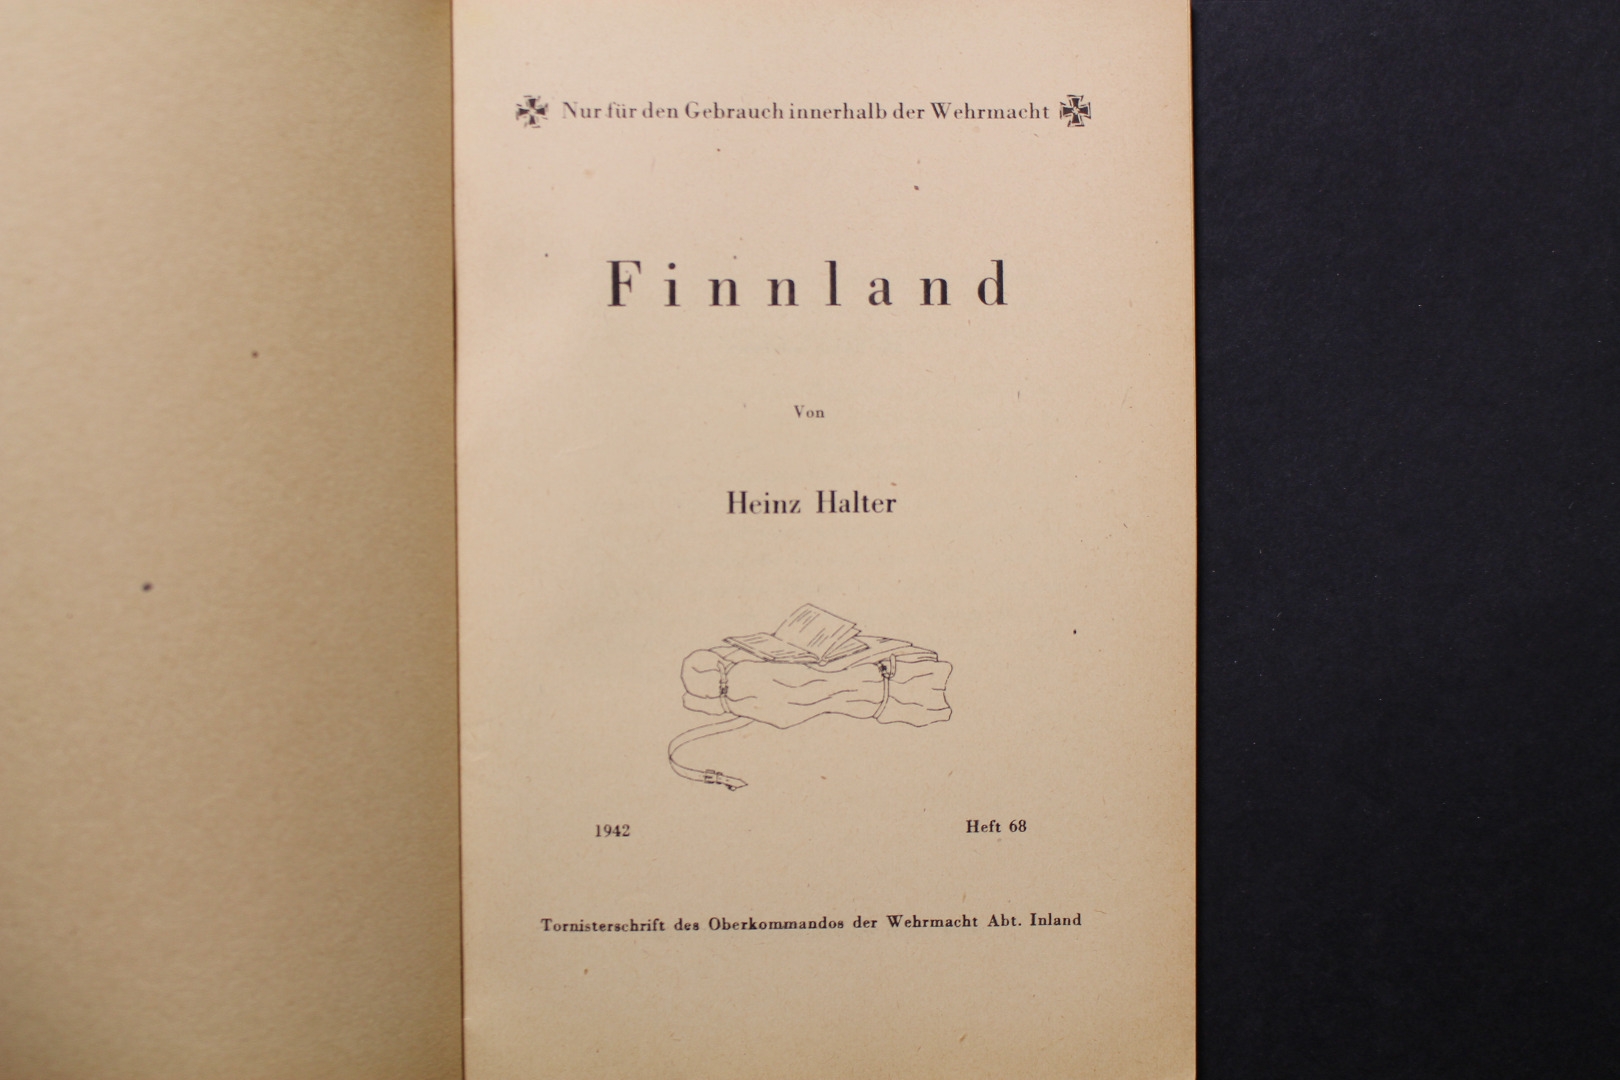 Nur für den Gebrauch innerhalb der Wehrmacht
Finnland
Von
Heinz Halter
1942 Heft 68
Tornisterschrift des Oberkommandos der Wehrmacht Abt. Inland